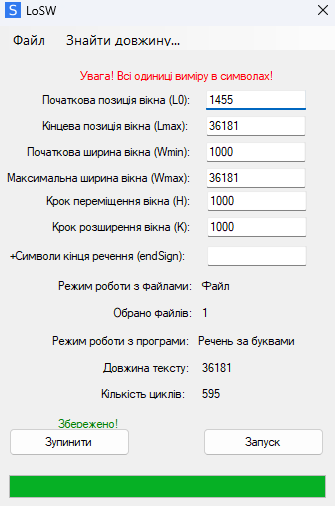 S LoSW
Файл Знайти довжину...
Увага! Всі одиниці виміру в символах!
Початкова позиція вікна (L0): 1455
Кінцева позиція вікна (Lmax): 36181
Початкова ширина вікна (Wmin): 1000
Максимальна ширина вікна (Wmax): 36181
Крок переміщення вікна (H): 1000
Крок розширення вікна (K): 1000
+Символи кінця речення (endSign):
Режим роботи з файлами: Файл
Обрано файлів: 1
Режим роботи з програми: Речень за буквами
Довжина тексту: 36181
Кількість циклів: 595
Збережено!
Зупинити Запуск